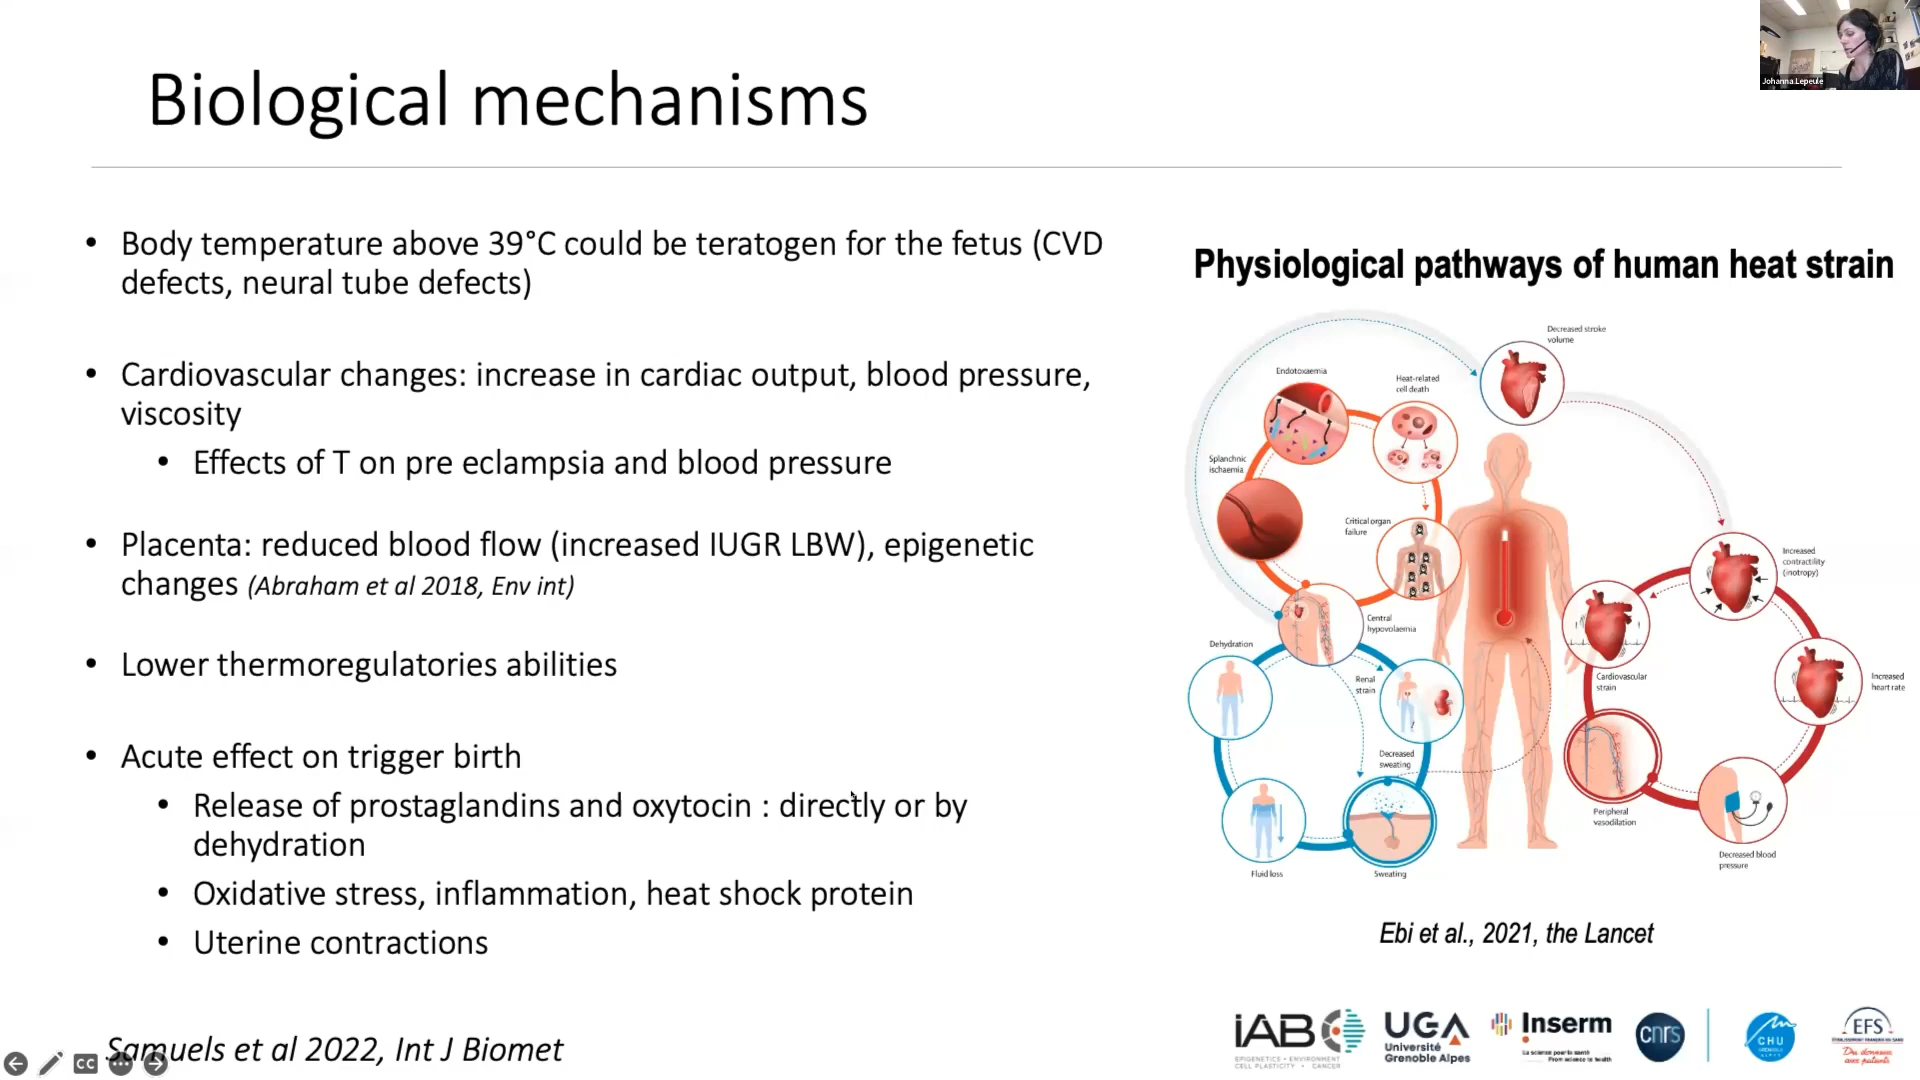 Johanna Lepeule
Biological mechanisms
• Body temperature above 39°C could be teratogen for the fetus (CVD
defects, neural tube defects)
• Cardiovascular changes: increase in cardiac output, blood pressure,
viscosity
• Effects of T on pre eclampsia and blood pressure
• Placenta: reduced blood flow (increased IUGR LBW), epigenetic
changes (Abraham et al 2018, Env int)
• Lower thermoregulatories abilities
• Acute effect on trigger birth
• Release of prostaglandins and oxytocin : directly or by
dehydration
• Oxidative stress, inflammation, heat shock protein
• Uterine contractions
Samuels et al 2022, Int J Biomet
CC
Physiological pathways of human heat strain
Decreased stroke
volume
Endotoxaemia
Heat-related
cell death
Splanchnic
ischaemia
Critical organ
failure
Increased
contractility
(inotropy)
Central
hypovolaemia
Dehydration
Renal
strain
Cardiovascular
strain
Increased
heart rate
Decreased
sweating
Peripheral
vasodilation
Decreased blood
pressure
Fluid loss
Sweating
Ebi et al., 2021, the Lancet
iAB
EPIGENETICS • ENVIRONMENT
CELL PLASTICITY • CANCER
UGA
Université
Grenoble Alpes
Inserm
La science pour la santé
From science to health
cnrs
CHU
GRENOBLE
ALPES
EFS
ÉTABLISSEMENT FRANÇAIS DU SANG
Du donneur
aux patients